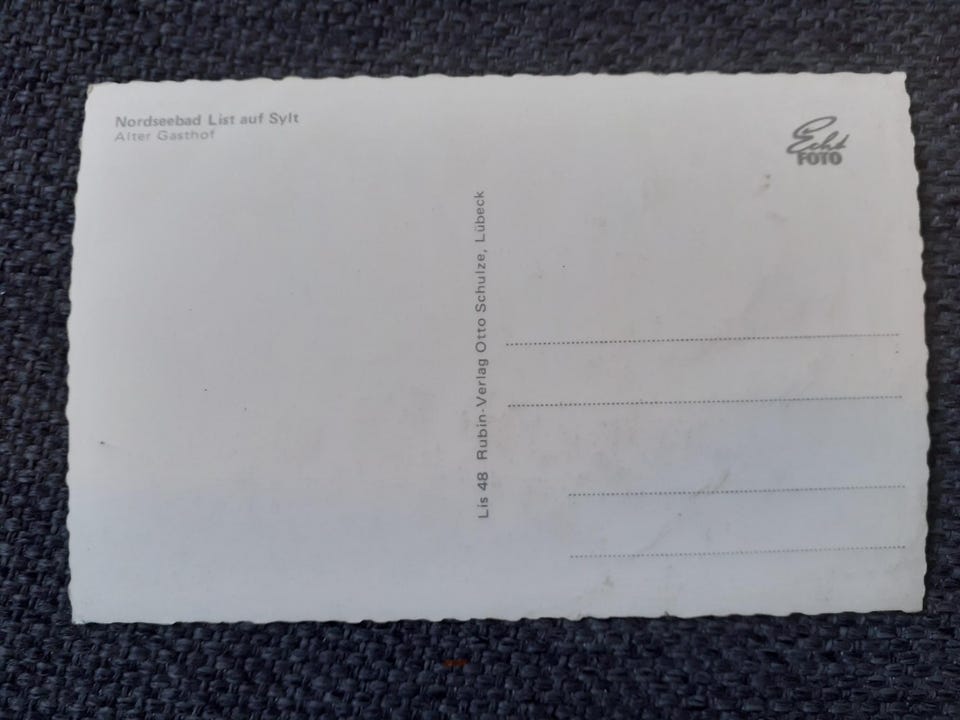 Nordseebad List auf Sylt
Alter Gasthof
Echt
FOTO
Lis 48 Rubin-Verlag Otto Schulze, Lübeck